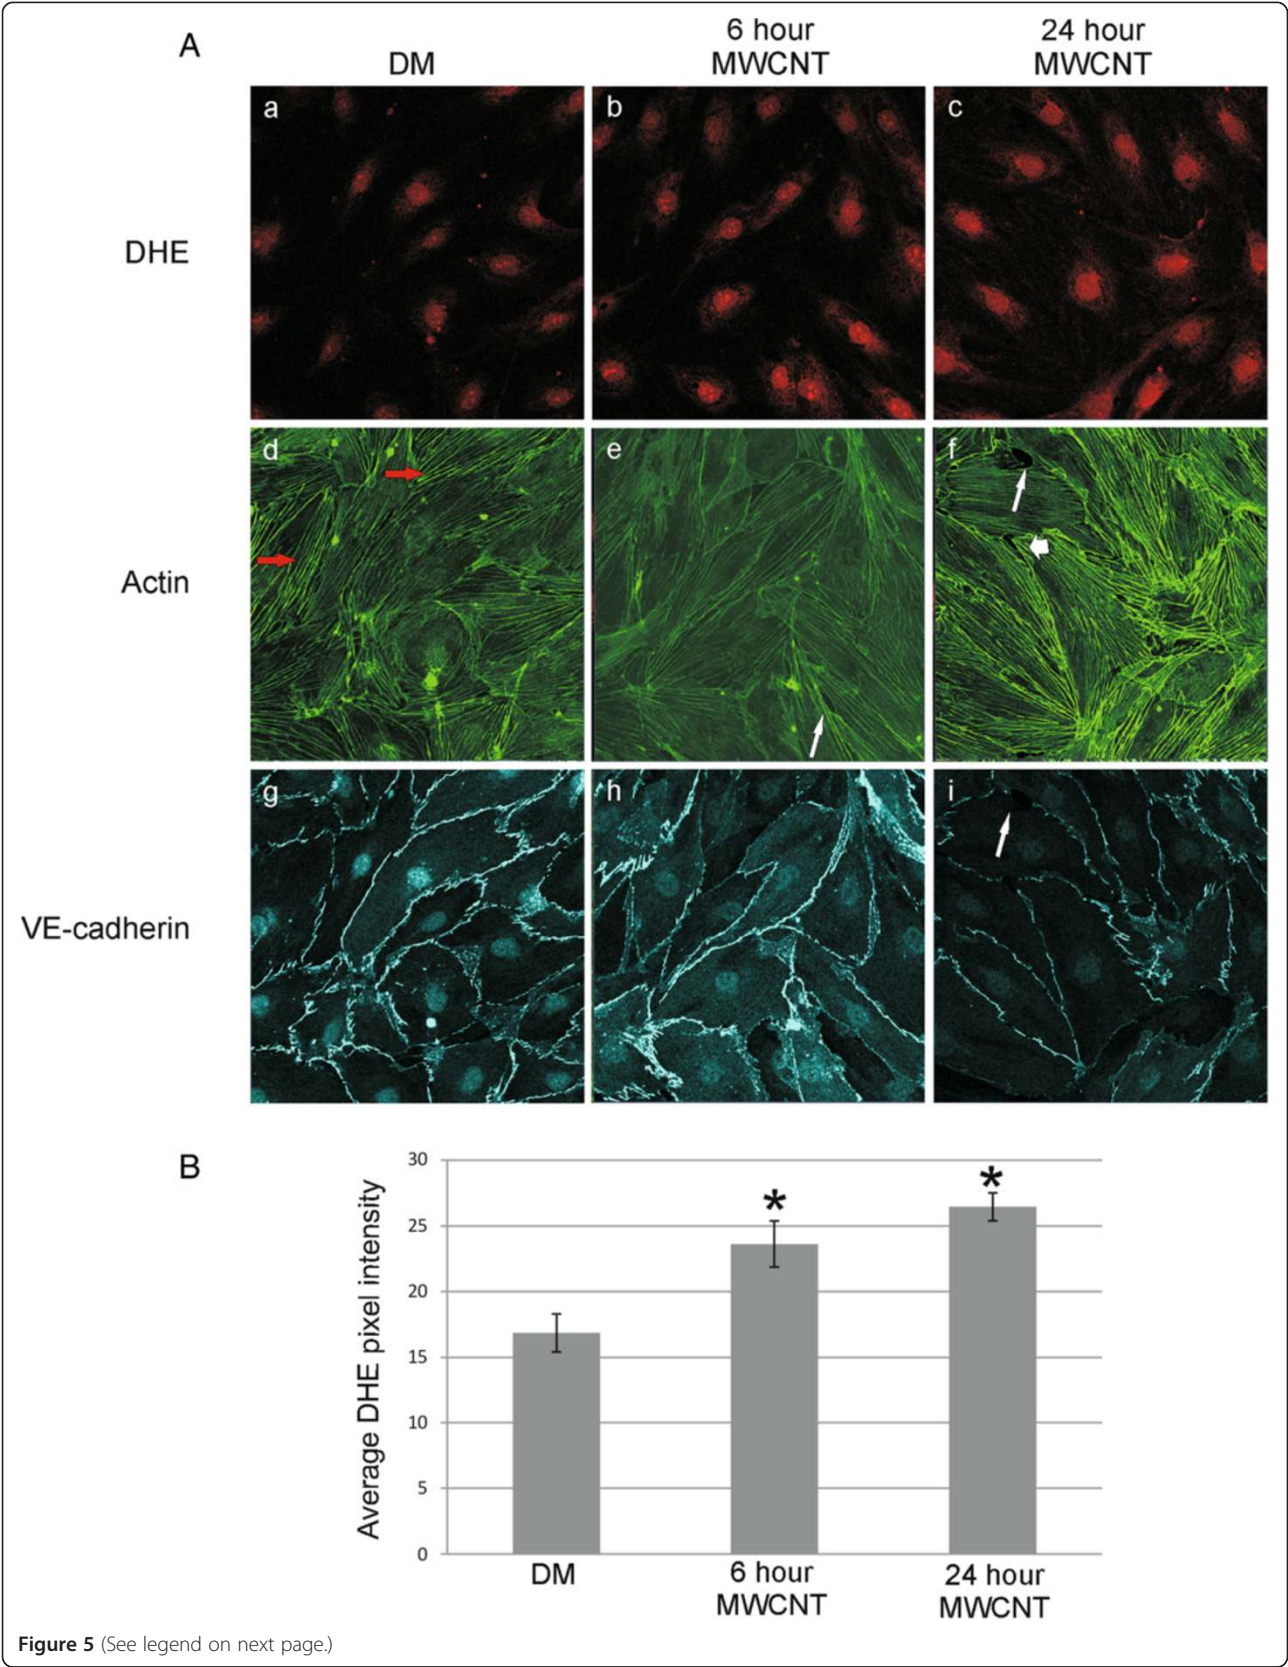 A
DM
6 hour
MWCNT
24 hour
MWCNT
DHE
a
b
c
Actin
d
e
f
VE-cadherin
g
h
i
B
Average DHE pixel intensity
30
25
20
15
10
5
0
*
*
DM
6 hour
MWCNT
24 hour
MWCNT
Figure 5 (See legend on next page.)